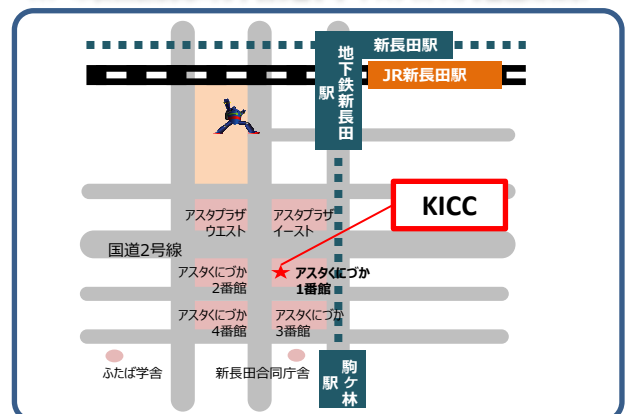 新長田駅
JR新長田駅
地下鉄新長田
駅
アスタプラザ
ウエスト
アスタプラザ
イースト
KICC
国道2号線
アスタくにづか
2番館
アスタくにづか
1番館
アスタくにづか
4番館
アスタくにづか
3番館
ふたば学舎
新長田合同庁舎
駒ケ林
駅